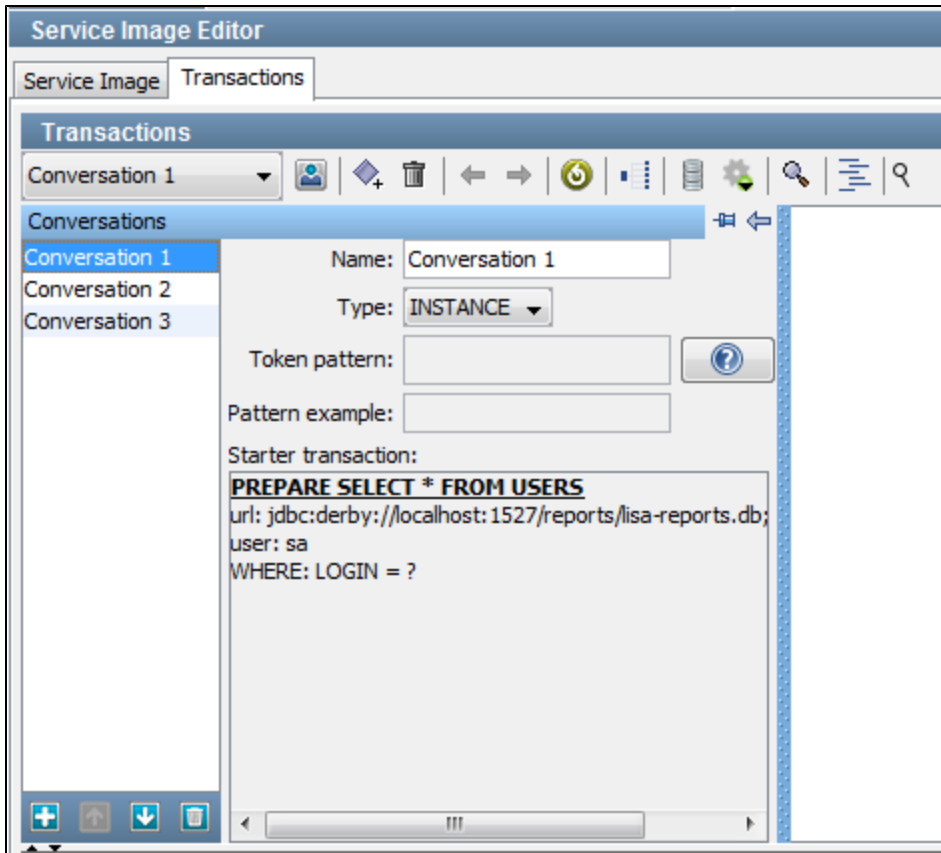 Service Image Editor
Service Image Transactions
Transactions
Conversation 1
Conversations
Conversation 1
Conversation 2
Conversation 3
Name: Conversation 1
Type: INSTANCE
Token pattern:
Pattern example:
Starter transaction:
PREPARE SELECT * FROM USERS
url: jdbc:derby://localhost:1527/reports/lisa-reports.db;
user: sa
WHERE: LOGIN = ?